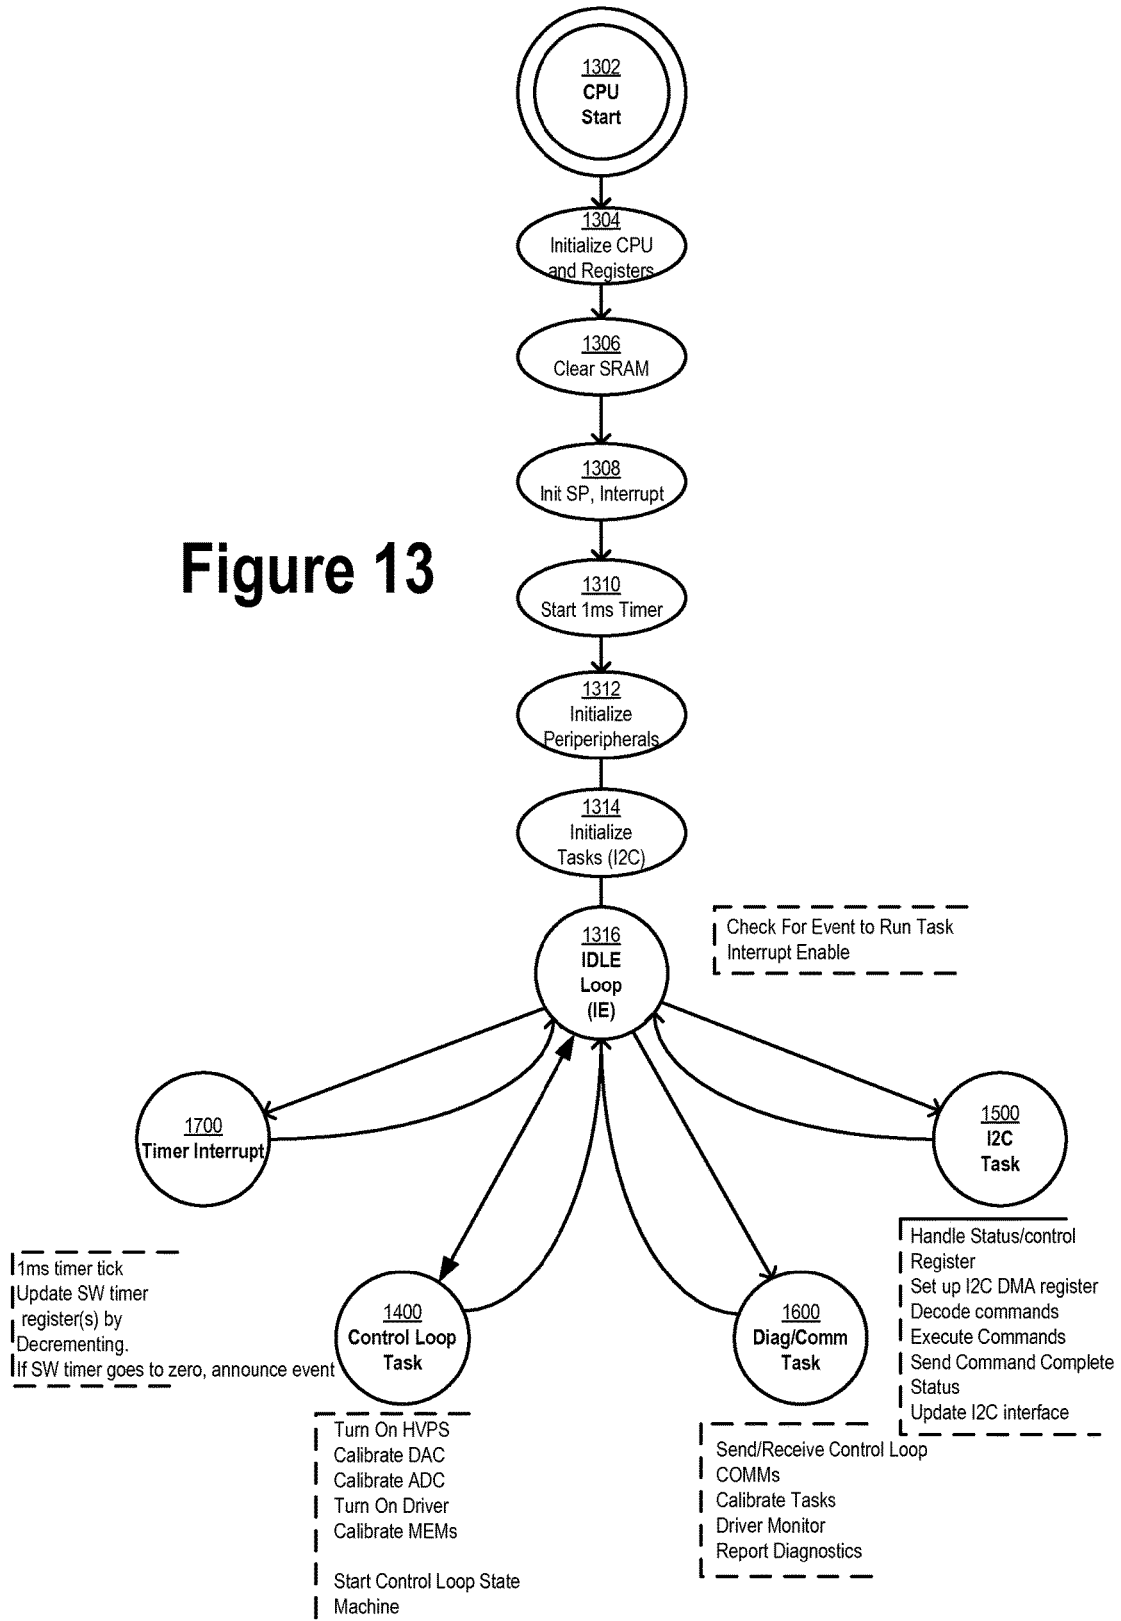 1302
CPU
Start
1304
Initialize CPU
and Registers
1306
Clear SRAM
1308
Init SP, Interrupt
Figure 13
1310
Start 1ms Timer
1312
Initialize
Periperipherals
1314
Initialize
Tasks (I2C)
1316
IDLE
Loop
(IE)
Check For Event to Run Task
Interrupt Enable
1700
Timer Interrupt
1500
I2C
Task
1ms timer tick
Update SW timer
register(s) by
Decrementing.
If SW timer goes to zero, announce event
1400
Control Loop
Task
1600
Diag/Comm
Task
Handle Status/control
Register
Set up I2C DMA register
Decode commands
Execute Commands
Send Command Complete
Status
Update I2C interface
Turn On HVPS
Calibrate DAC
Calibrate ADC
Turn On Driver
Calibrate MEMs
Start Control Loop State
Machine
Send/Receive Control Loop
COMMs
Calibrate Tasks
Driver Monitor
Report Diagnostics